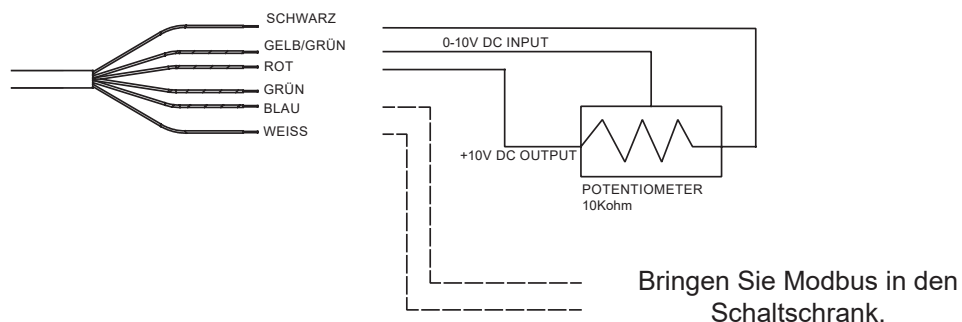 SCHWARZ
GELB/GRÜN
0-10V DC INPUT
ROT
GRÜN
BLAU
WEISS
+10V DC OUTPUT
POTENTIOMETER
10Kohm
Bringen Sie Modbus in den
Schaltschrank.